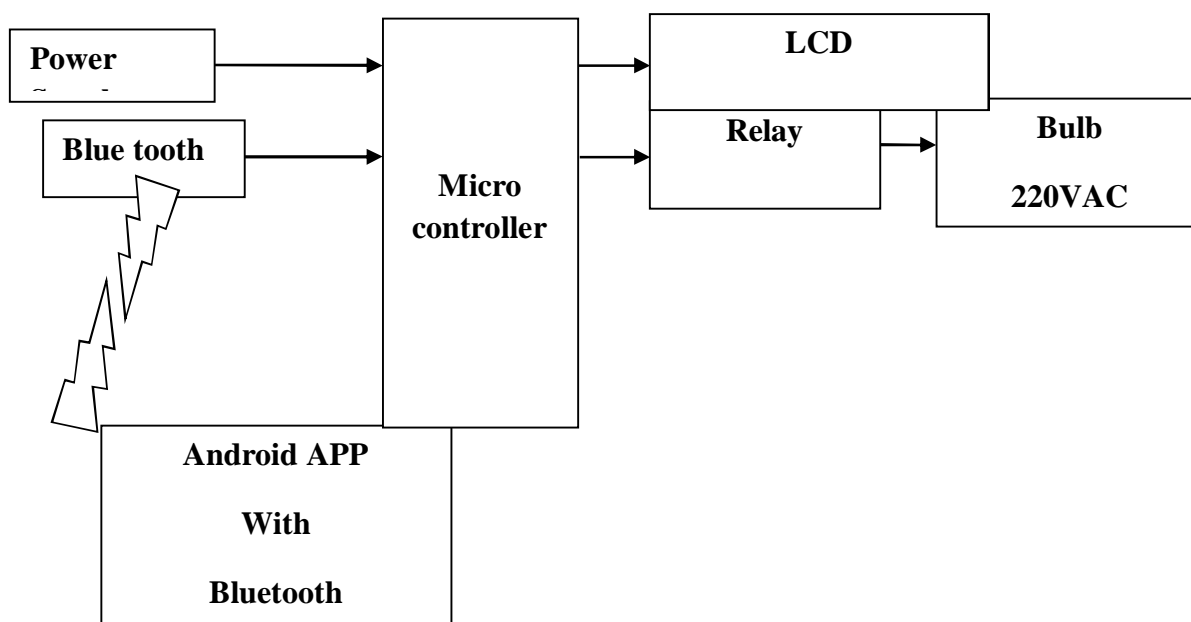 Power
LCD
Blue tooth
Relay
Bulb
220VAC
Micro
controller
Android APP
With
Bluetooth